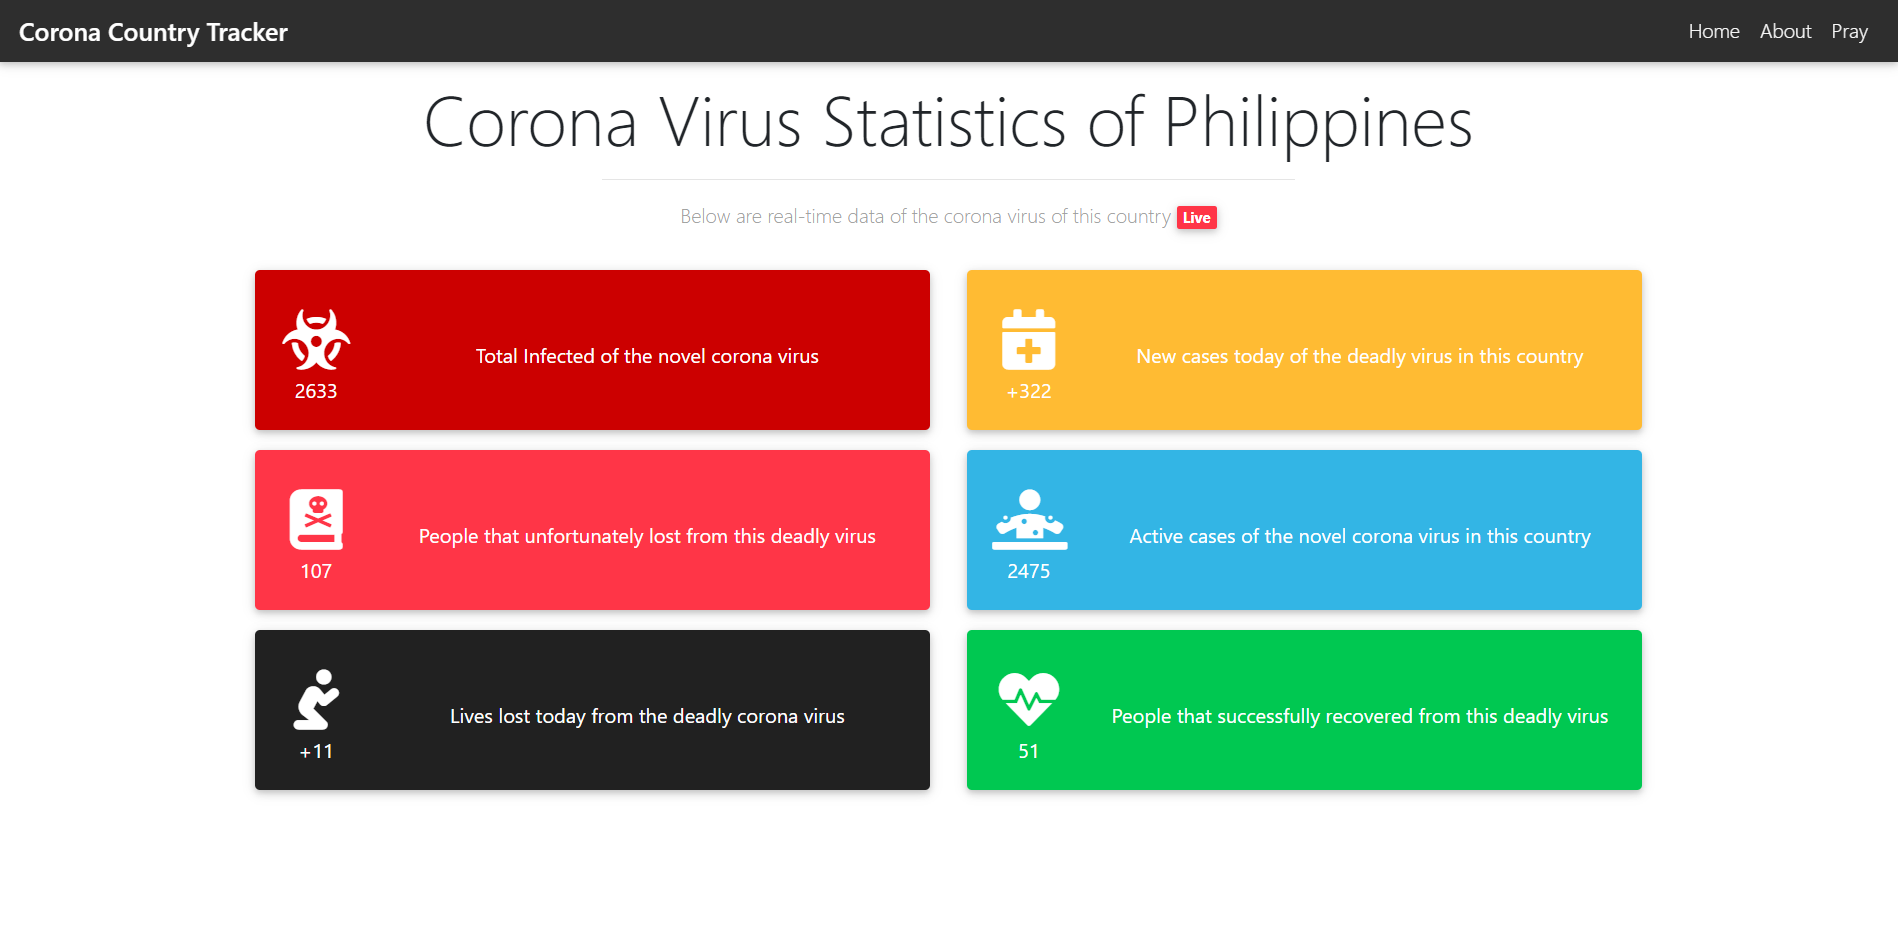 Corona Country Tracker
Home About Pray
Corona Virus Statistics of Philippines
Below are real-time data of the corona virus of this country Live
Total Infected of the novel corona virus
2633
New cases today of the deadly virus in this country
+322
People that unfortunately lost from this deadly virus
107
Active cases of the novel corona virus in this country
2475
Lives lost today from the deadly corona virus
+11
People that successfully recovered from this deadly virus
51